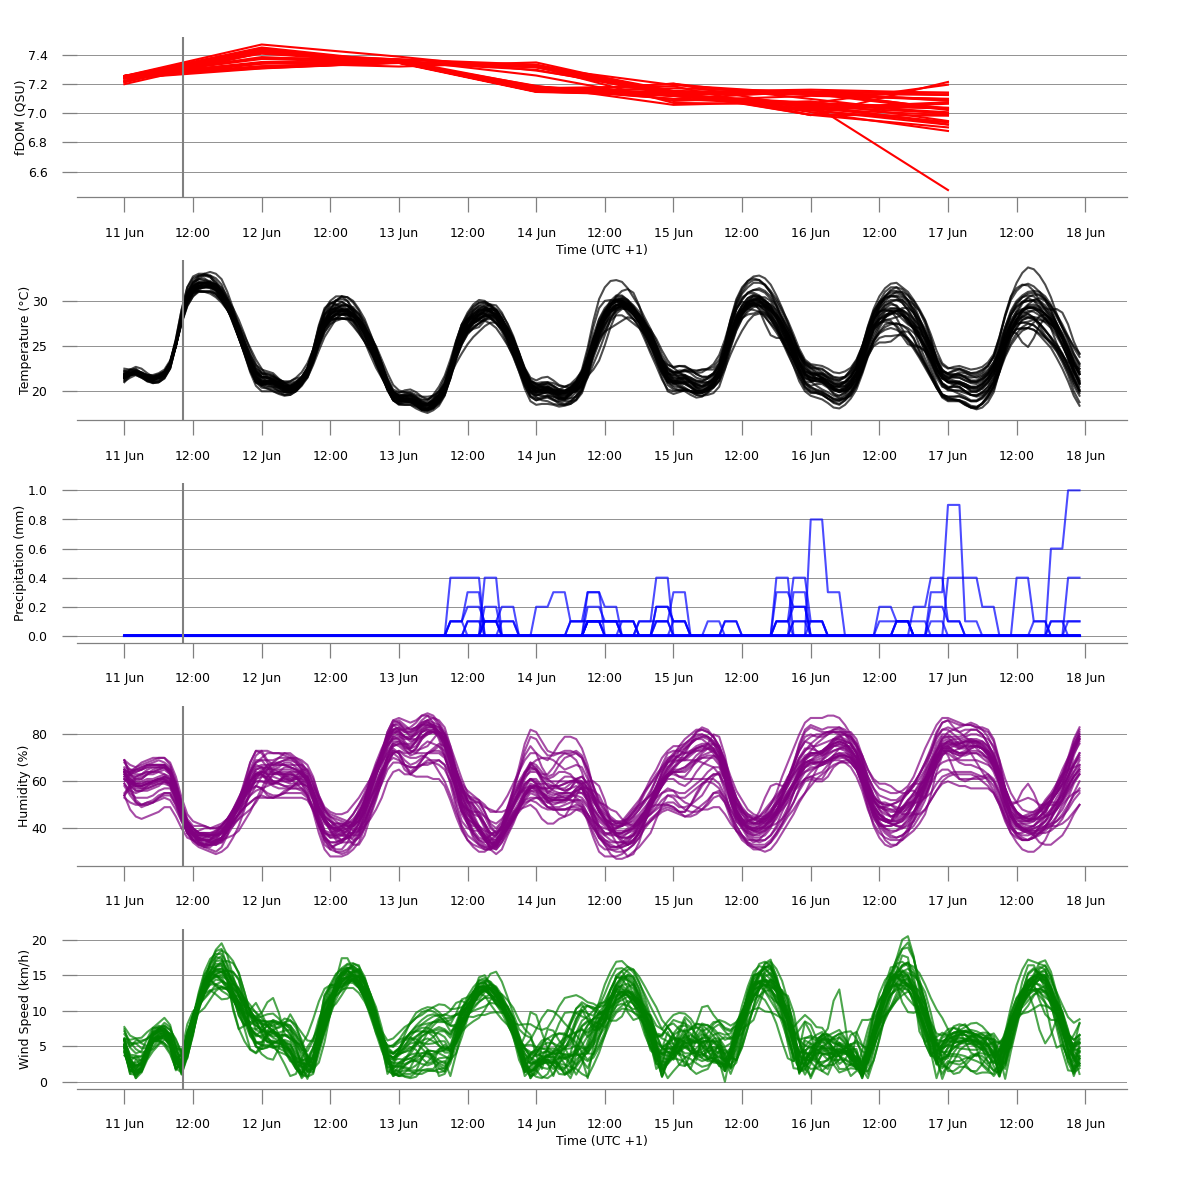 fDOM (QSU)
7.4
7.2
7.0
6.8
6.6
11 Jun 12:00 12 Jun 12:00 13 Jun 12:00 14 Jun 12:00 15 Jun 12:00 16 Jun 12:00 17 Jun 12:00 18 Jun
Time (UTC +1)
Temperature (°C)
30
25
20
11 Jun 12:00 12 Jun 12:00 13 Jun 12:00 14 Jun 12:00 15 Jun 12:00 16 Jun 12:00 17 Jun 12:00 18 Jun
Precipitation (mm)
1.0
0.8
0.6
0.4
0.2
0.0
11 Jun 12:00 12 Jun 12:00 13 Jun 12:00 14 Jun 12:00 15 Jun 12:00 16 Jun 12:00 17 Jun 12:00 18 Jun
Humidity (%)
80
60
40
11 Jun 12:00 12 Jun 12:00 13 Jun 12:00 14 Jun 12:00 15 Jun 12:00 16 Jun 12:00 17 Jun 12:00 18 Jun
Wind Speed (km/h)
20
15
10
5
0
11 Jun 12:00 12 Jun 12:00 13 Jun 12:00 14 Jun 12:00 15 Jun 12:00 16 Jun 12:00 17 Jun 12:00 18 Jun
Time (UTC +1)